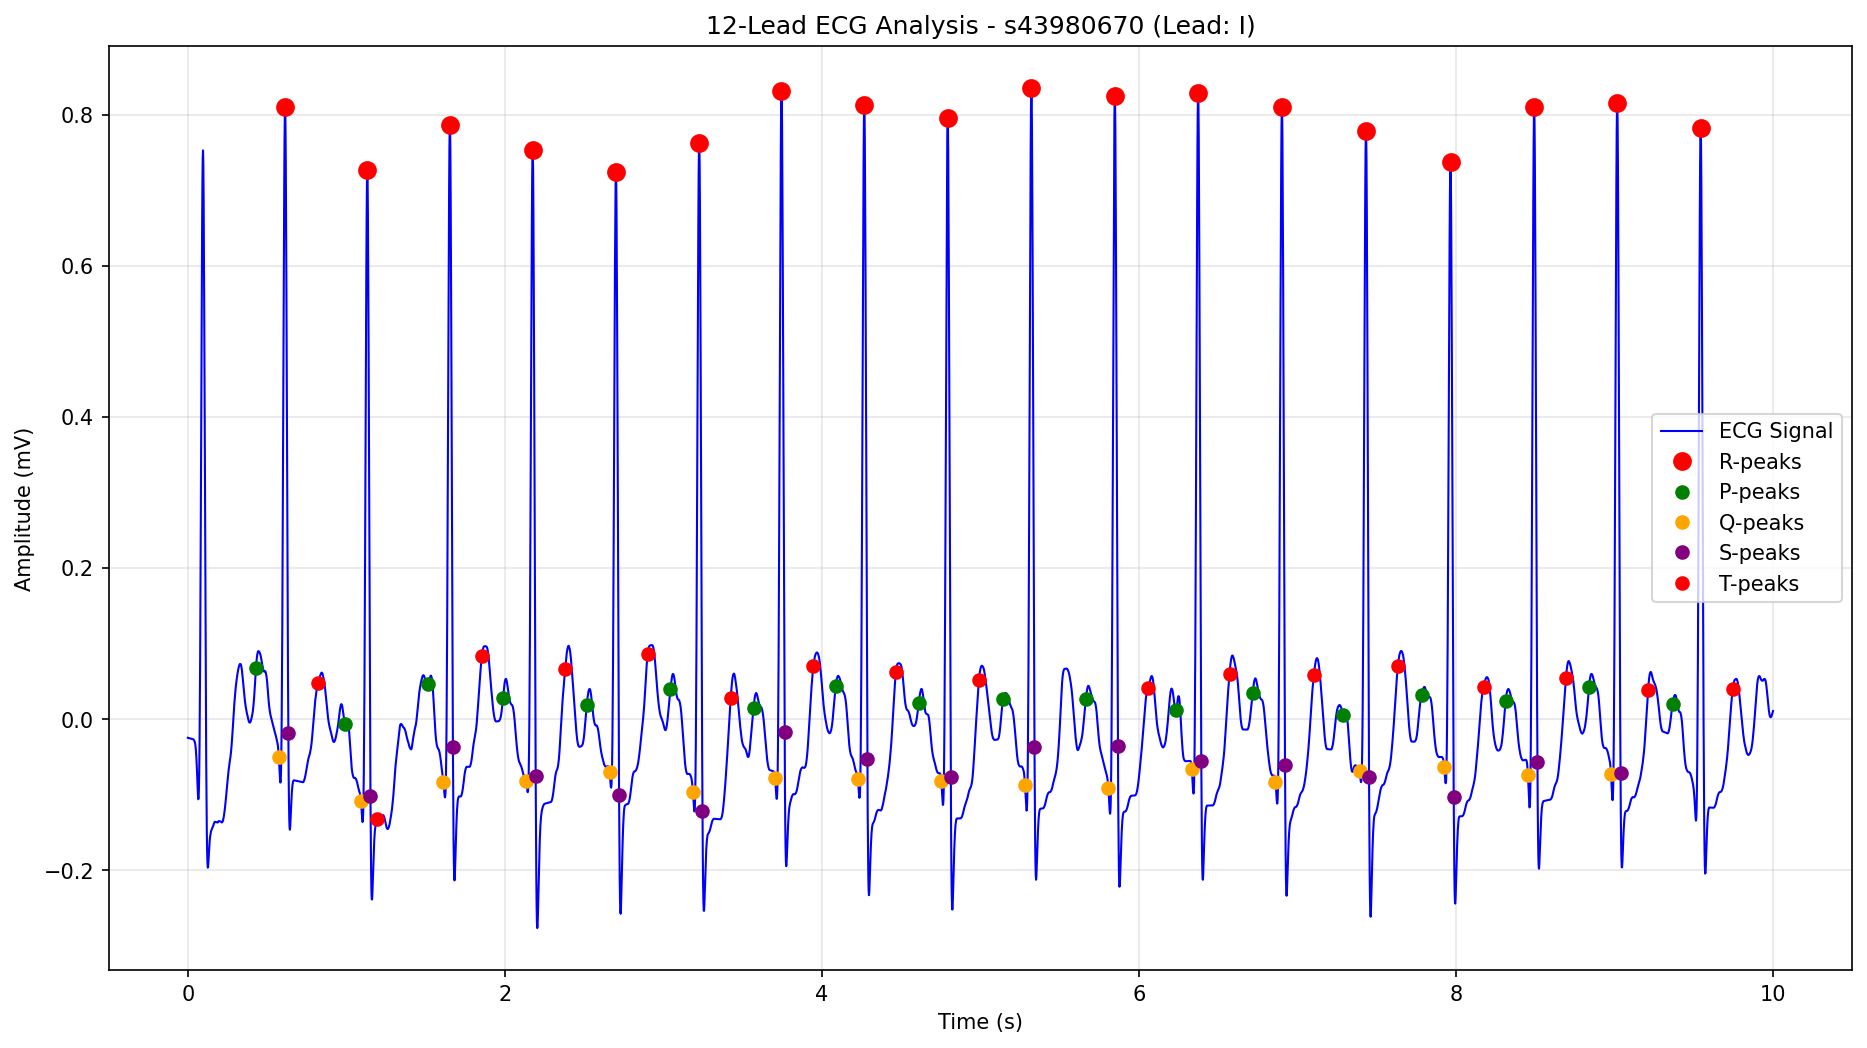 12-Lead ECG Analysis - s43980670 (Lead: I)
Amplitude (mV)
0.8
0.6
0.4
0.2
0.0
−0.2
0
2
4
6
8
10
Time (s)
ECG Signal
R-peaks
P-peaks
Q-peaks
S-peaks
T-peaks